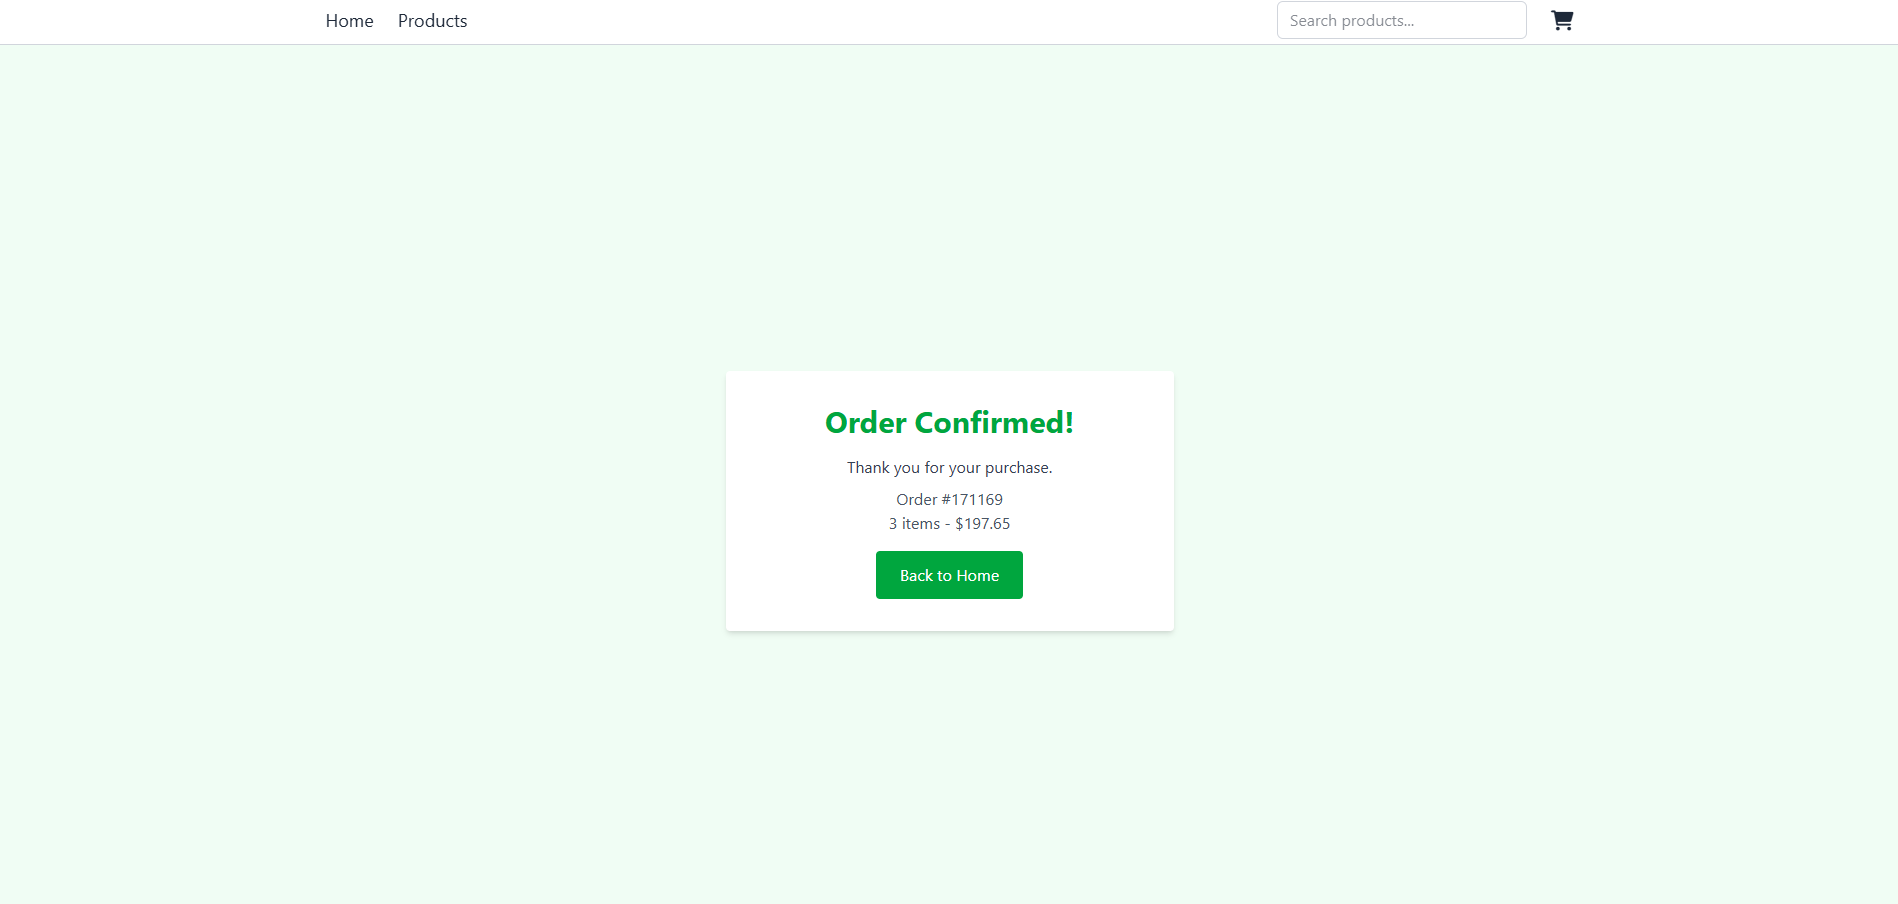 Home Products Search products...
Order Confirmed!
Thank you for your purchase.
Order #171169
3 items - $197.65
Back to Home